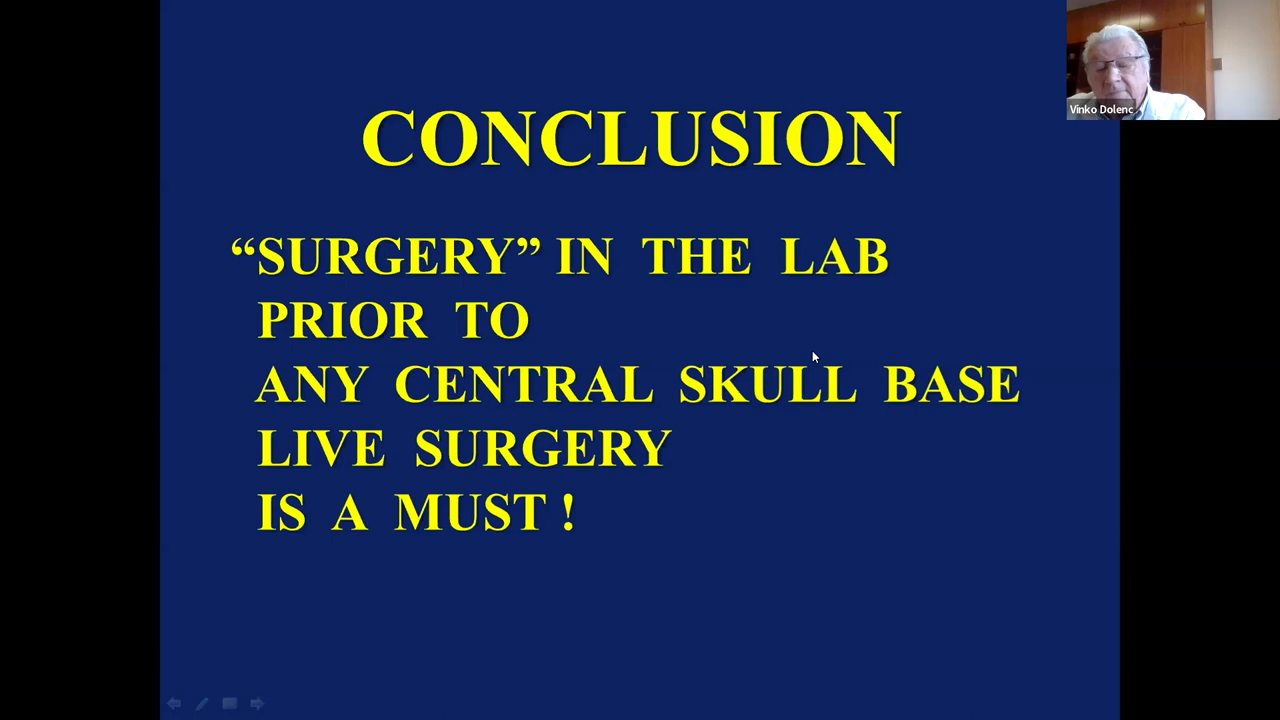 CONCLUSION
“SURGERY” IN THE LAB
PRIOR TO
ANY CENTRAL SKULL BASE
LIVE SURGERY
IS A MUST !
Vinko Dolenc